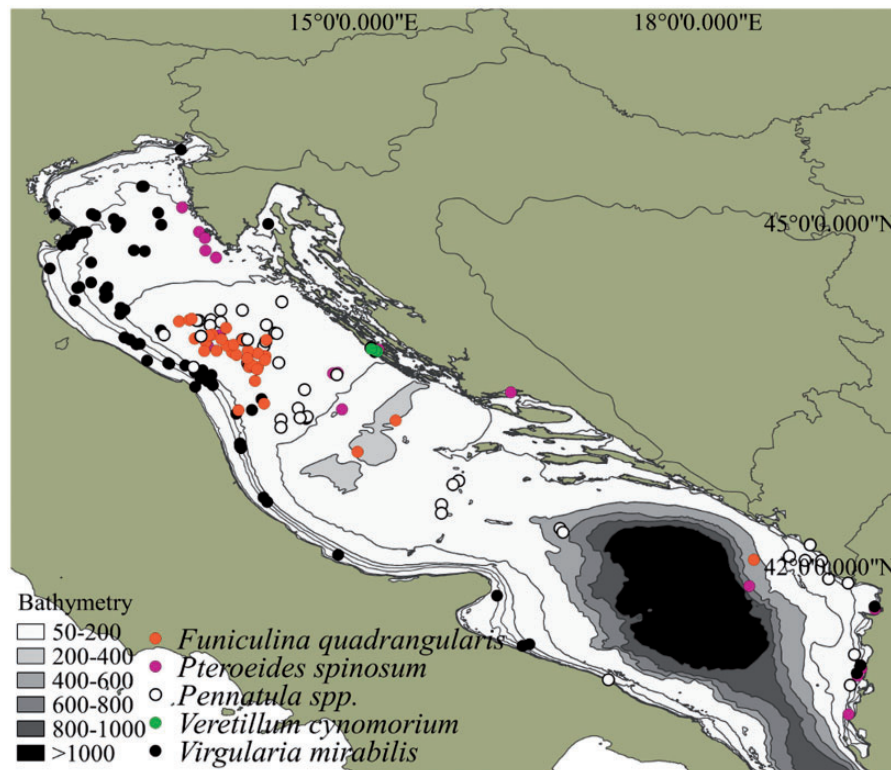 15°0'0.000"E
18°0'0.000"E
45°0'0.000"N
42°0'0.000"N
Bathymetry
50-200
200-400
400-600
600-800
800-1000
>1000
Funiculina quadrangularis
Pteroeides spinosum
Pennatula spp.
Veretillum cynomorium
Virgularia mirabilis